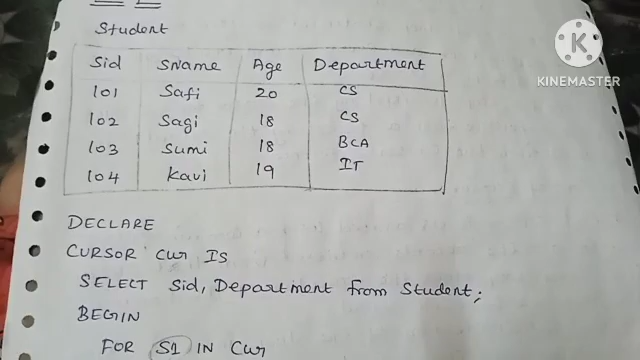 Student
Sid SName Age Department
101 Safi 20 CS
102 Sagi 18 CS
103 Sumi 18 BCA
104 Kavi 19 IT
DECLARE
CURSOR Cur IS
SELECT Sid, Department from Student;
BEGIN
FOR S1 IN Cur
KINEMASTER